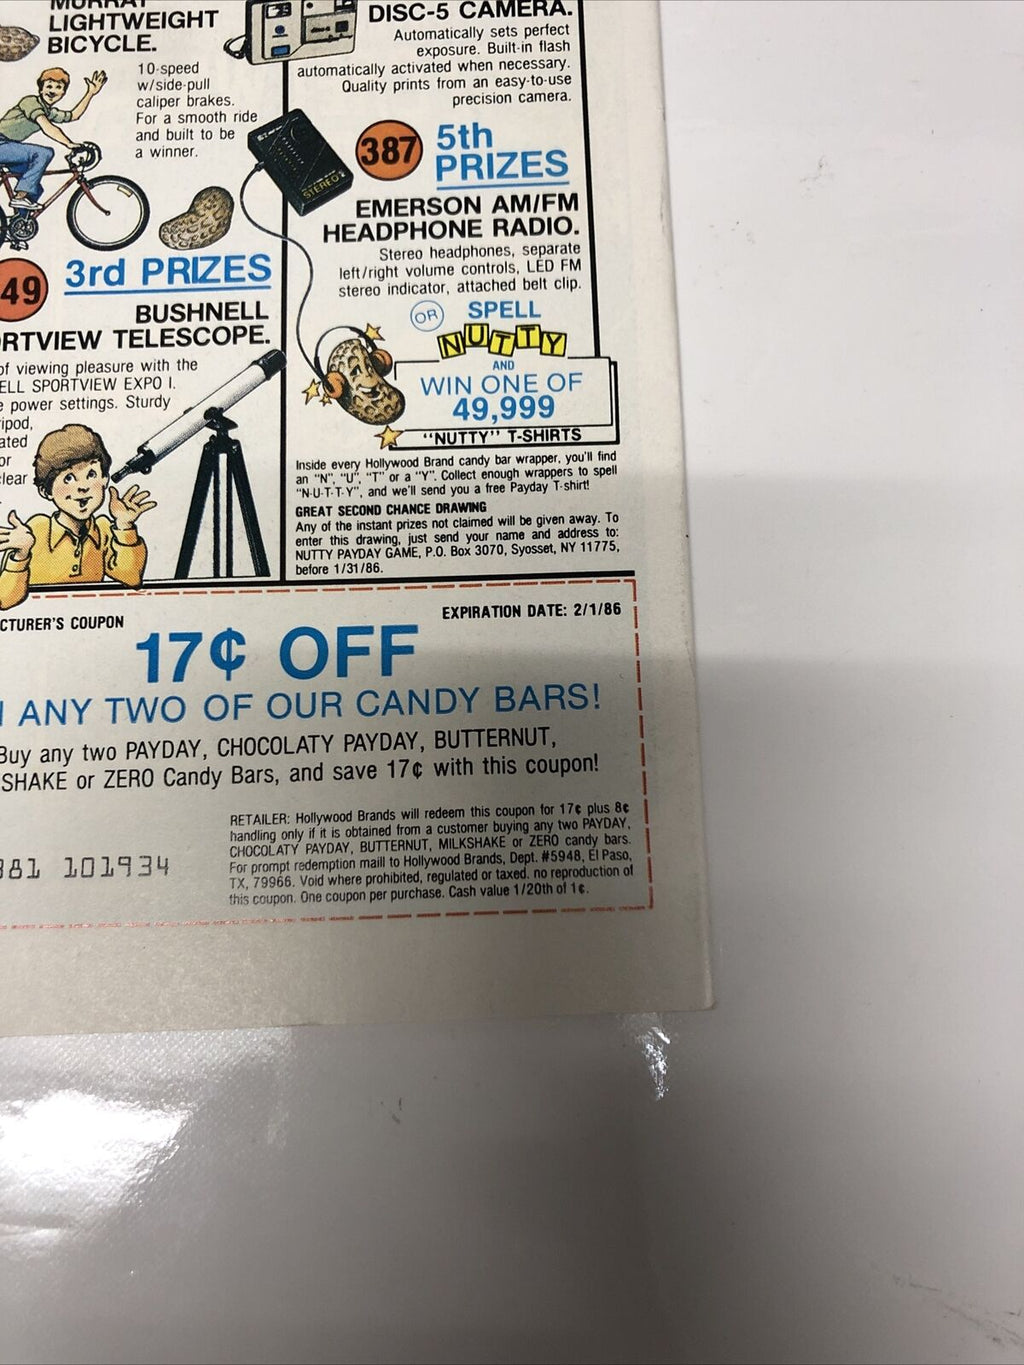 MURRAY
LIGHTWEIGHT
BICYCLE.
10-speed
w/side-pull
caliper brakes.
For a smooth ride
and built to be
a winner.
49
3rd PRIZES
BUSHNELL
RTVIEW TELESCOPE.
of viewing pleasure with the
ELL SPORTVIEW EXPO I.
e power settings. Sturdy
ripod,
ated
or
clear
DISC-5 CAMERA.
Automatically sets perfect
exposure. Built-in flash
automatically activated when necessary.
Quality prints from an easy-to-use
precision camera.
STEREO
387
5th
PRIZES
EMERSON AM/FM
HEADPHONE RADIO.
Stereo headphones, separate
left/right volume controls, LED FM
stereo indicator, attached belt clip.
OR SPELL
NUTTY
AND
WIN ONE OF
49,999
"NUTTY" T-SHIRTS
Inside every Hollywood Brand candy bar wrapper, you'll find
an "N", "U", "T" or a "Y". Collect enough wrappers to spell
"N-U-T-T-Y", and we'll send you a free Payday T-shirt!
GREAT SECOND CHANCE DRAWING
Any of the instant prizes not claimed will be given away. To
enter this drawing, just send your name and address to:
NUTTY PAYDAY GAME, P.O. Box 3070, Syosset, NY 11775,
before 1/31/86.
CTURER'S COUPON
EXPIRATION DATE: 2/1/86
17¢ OFF
ANY TWO OF OUR CANDY BARS!
Buy any two PAYDAY, CHOCOLATY PAYDAY, BUTTERNUT,
SHAKE or ZERO Candy Bars, and save 17¢ with this coupon!
RETAILER: Hollywood Brands will redeem this coupon for 17¢ plus 8¢
handling only if it is obtained from a customer buying any two PAYDAY,
CHOCOLATY PAYDAY, BUTTERNUT, MILKSHAKE or ZERO candy bars.
For prompt redemption maill to Hollywood Brands, Dept. #5948, El Paso,
TX, 79966. Void where prohibited, regulated or taxed. no reproduction of
this coupon. One coupon per purchase. Cash value 1/20th of 1¢.
381 101934